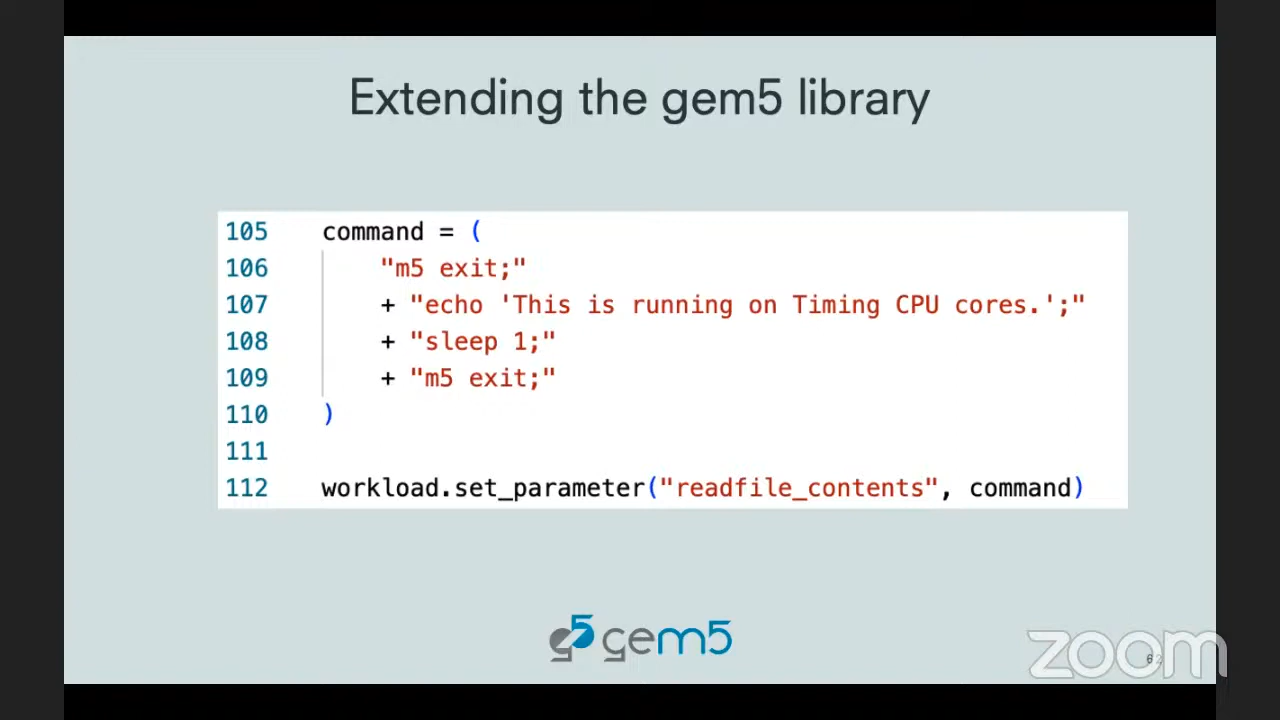 Extending the gem5 library
105 command = (
106 "m5 exit;"
107 + "echo 'This is running on Timing CPU cores.';"
108 + "sleep 1;"
109 + "m5 exit;"
110 )
111
112 workload.set_parameter("readfile_contents", command)
gem5
zoom